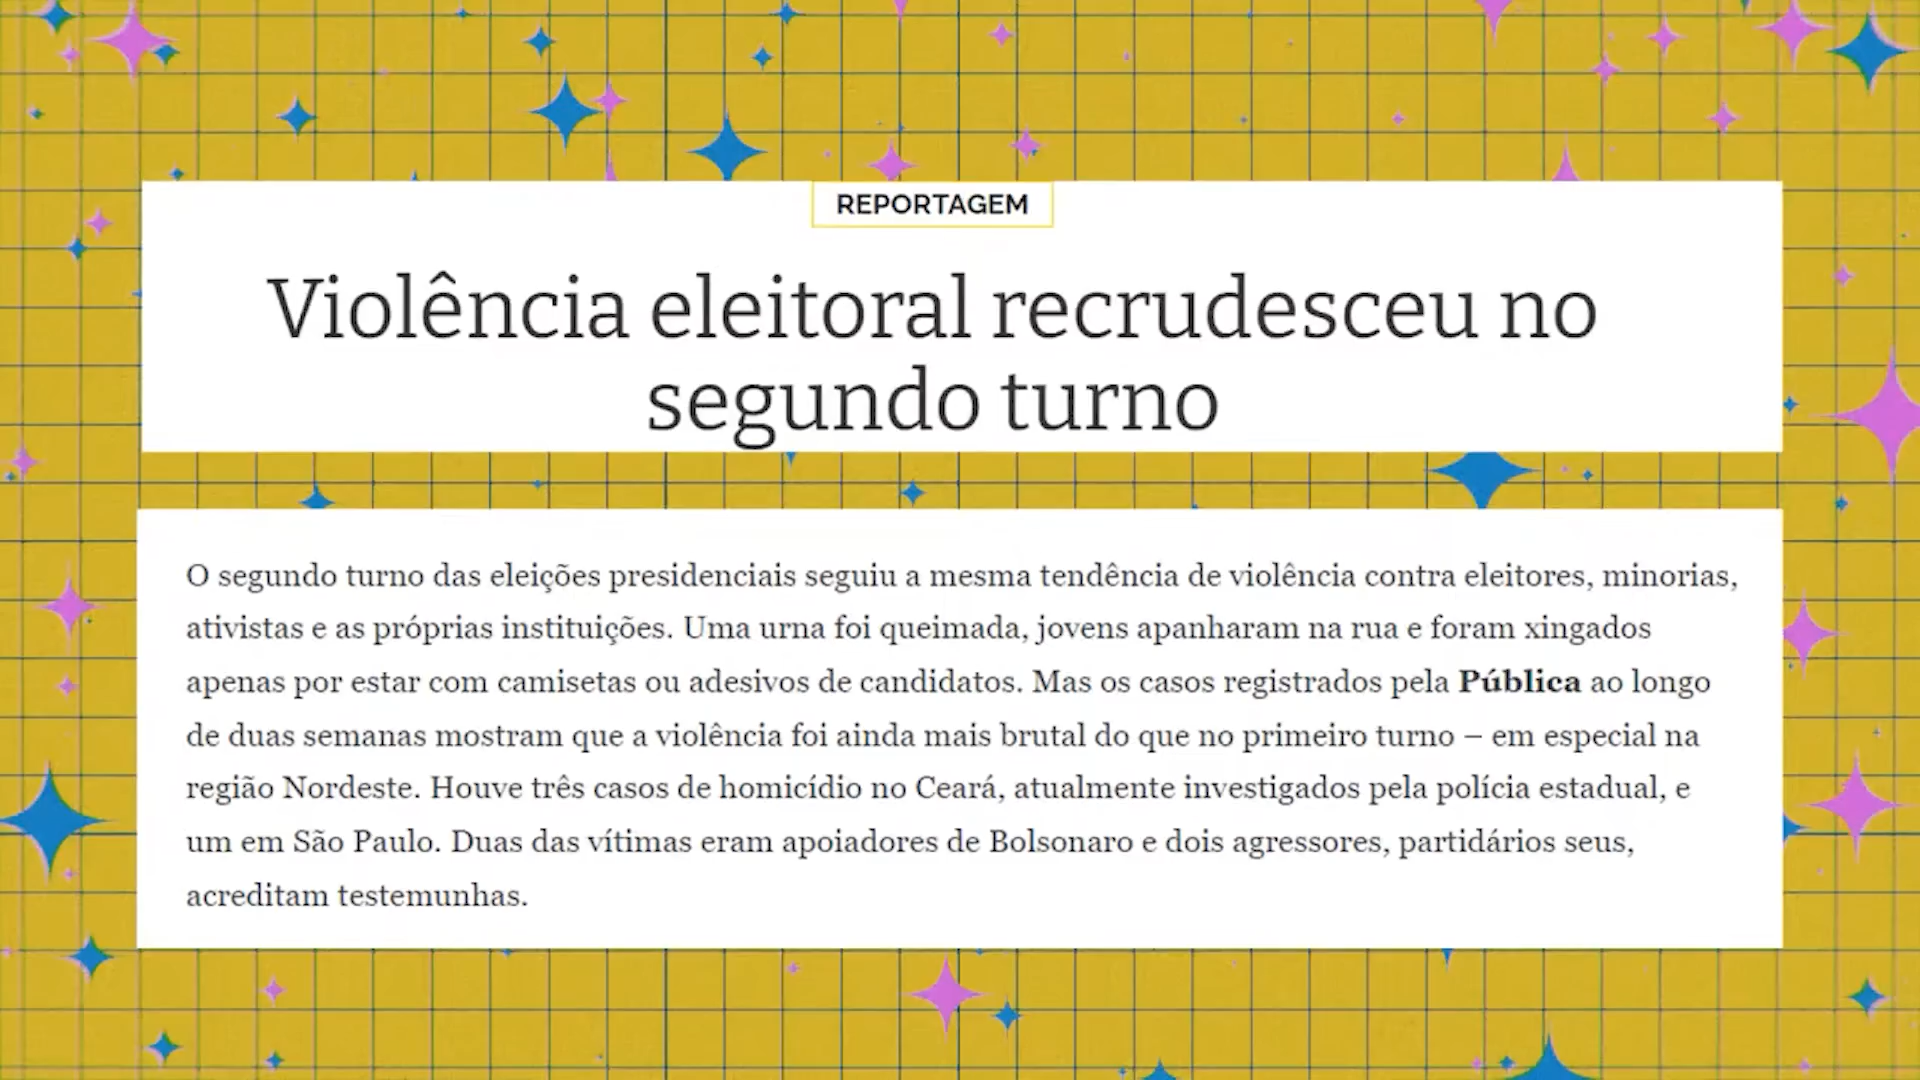 REPORTAGEM
Violência eleitoral recrudesceu no
segundo turno
O segundo turno das eleições presidenciais seguiu a mesma tendência de violência contra eleitores, minorias,
ativistas e as próprias instituições. Uma urna foi queimada, jovens apanharam na rua e foram xingados
apenas por estar com camisetas ou adesivos de candidatos. Mas os casos registrados pela Pública ao longo
de duas semanas mostram que a violência foi ainda mais brutal do que no primeiro turno – em especial na
região Nordeste. Houve três casos de homicídio no Ceará, atualmente investigados pela polícia estadual, e
um em São Paulo. Duas das vítimas eram apoiadores de Bolsonaro e dois agressores, partidários seus,
acreditam testemunhas.